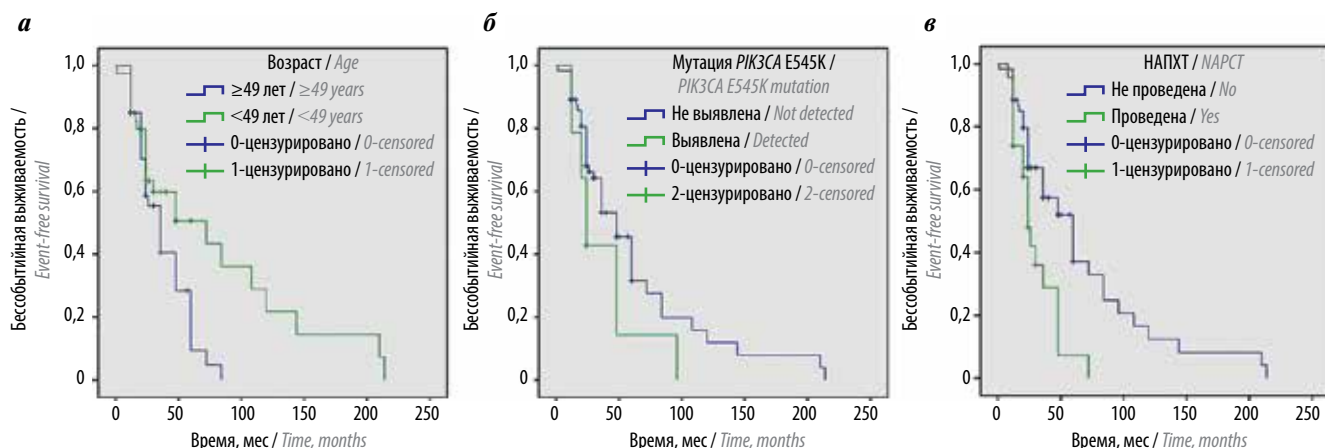 а
Бессобытийная выживаемость /
Event-free survival
1,0
0,8
0,6
0,4
0,2
0
Возраст / Age
≥49 лет / ≥49 years
<49 лет / <49 years
0-цензурировано / 0-censored
1-цензурировано / 1-censored
0 50 100 150 200 250
Время, мес / Time, months
б
Бессобытийная выживаемость /
Event-free survival
1,0
0,8
0,6
0,4
0,2
0
Мутация PIK3CA E545K /
PIK3CA E545K mutation
Не выявлена / Not detected
Выявлена / Detected
0-цензурировано / 0-censored
2-цензурировано / 2-censored
0 50 100 150 200 250
Время, мес / Time, months
в
Бессобытийная выживаемость /
Event-free survival
1,0
0,8
0,6
0,4
0,2
0
НАПХТ / NAPCT
Не проведена / No
Проведена / Yes
0-цензурировано / 0-censored
1-цензурировано / 1-censored
0 50 100 150 200 250
Время, мес / Time, months